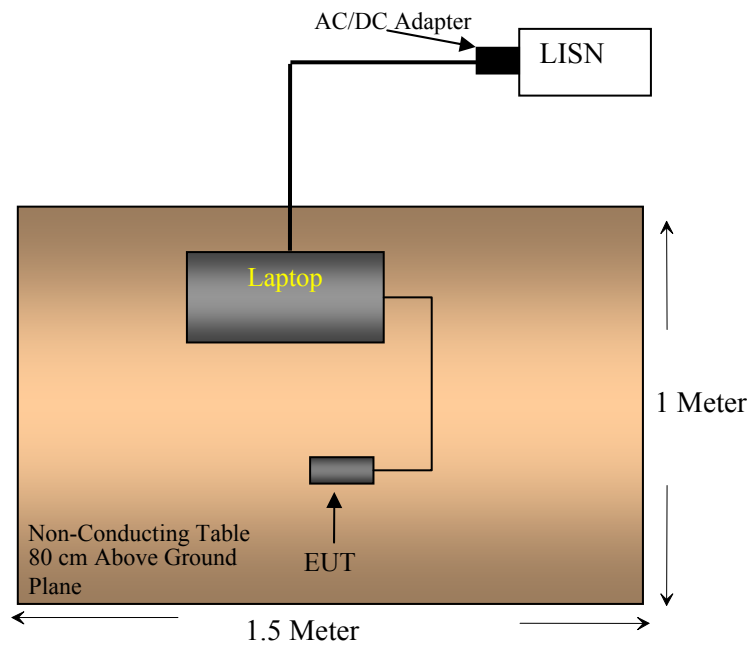 AC/DC Adapter
LISN
Laptop
1 Meter
Non-Conducting Table
80 cm Above Ground
Plane
EUT
1.5 Meter